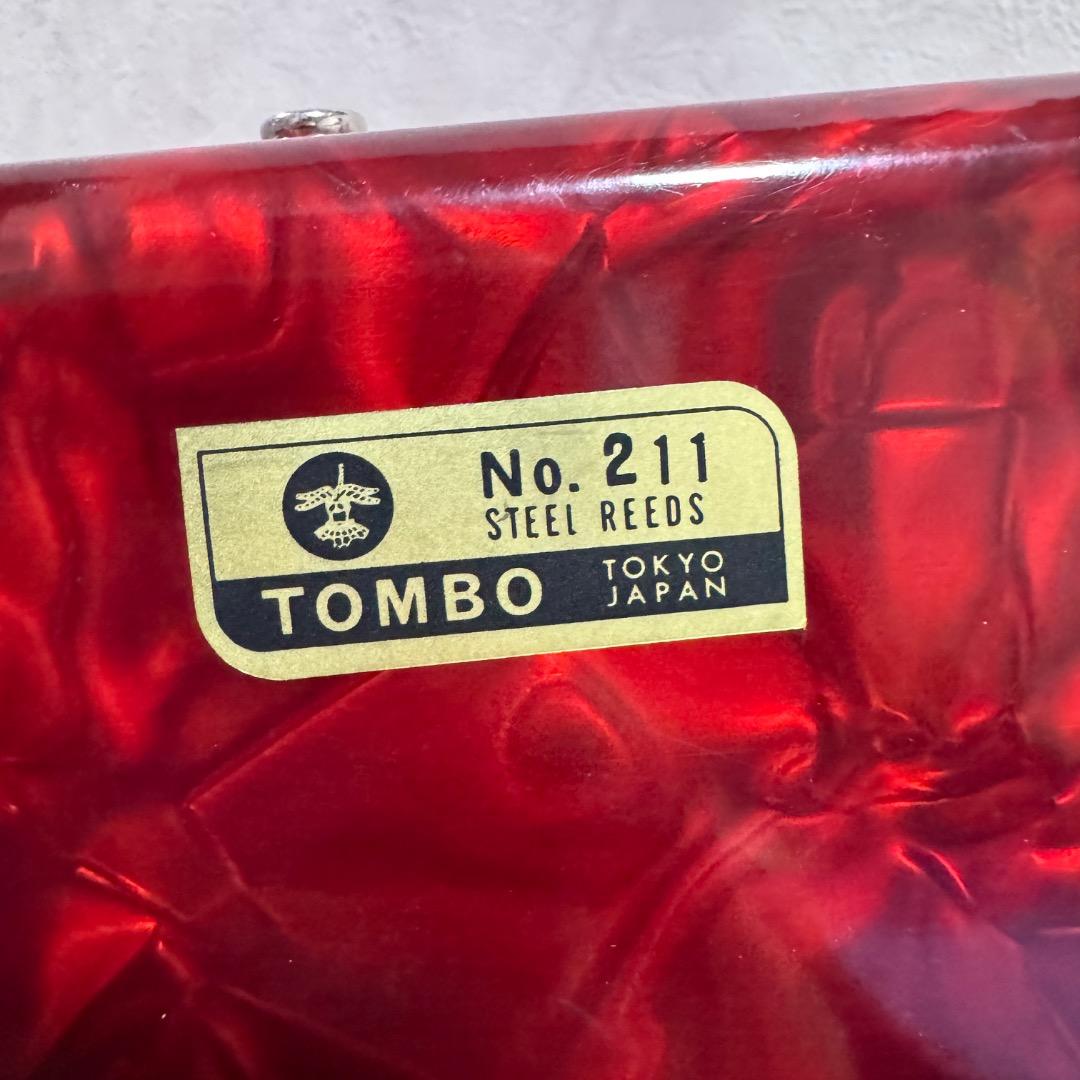 No. 211
STEEL REEDS
TOMBO
TOKYO
JAPAN